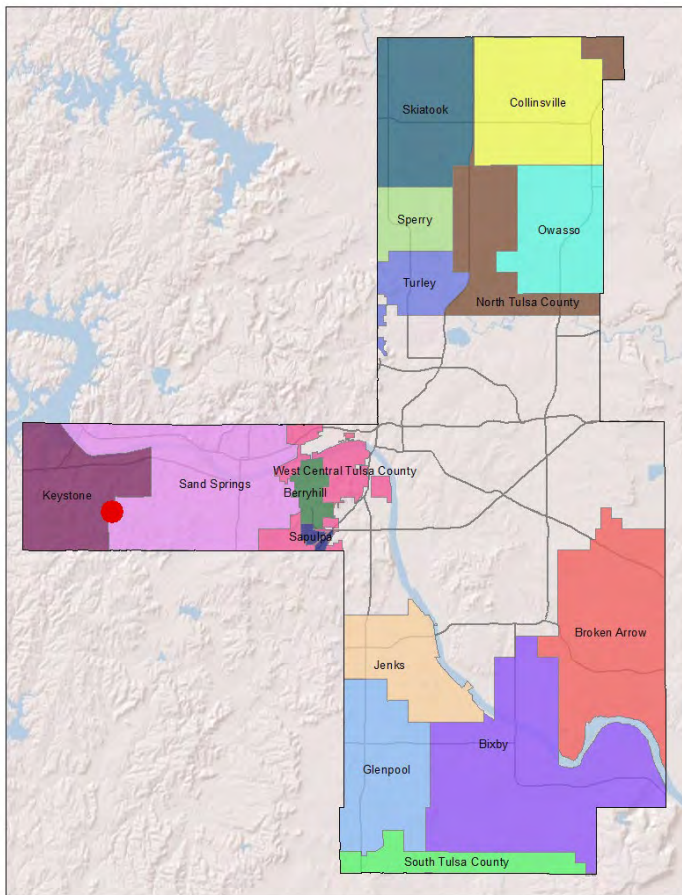 Skiatook
Collinsville
Sperry
Owasso
Turley
North Tulsa County
West Central Tulsa County
Sand Springs
Keystone
Berryhill
Sapulpa
Broken Arrow
Jenks
Bixby
Glenpool
South Tulsa County